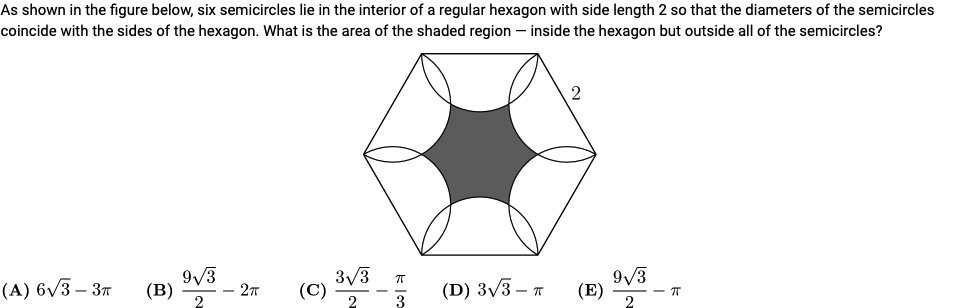 As shown in the figure below, six semicircles lie in the interior of a regular hexagon with side length 2 so that the diameters of the semicircles
coincide with the sides of the hexagon. What is the area of the shaded region — inside the hexagon but outside all of the semicircles?
2
(A) 6√3 – 3π (B) 9√3/2 – 2π (C) 3√3/2 – π/3 (D) 3√3 – π (E) 9√3/2 – π